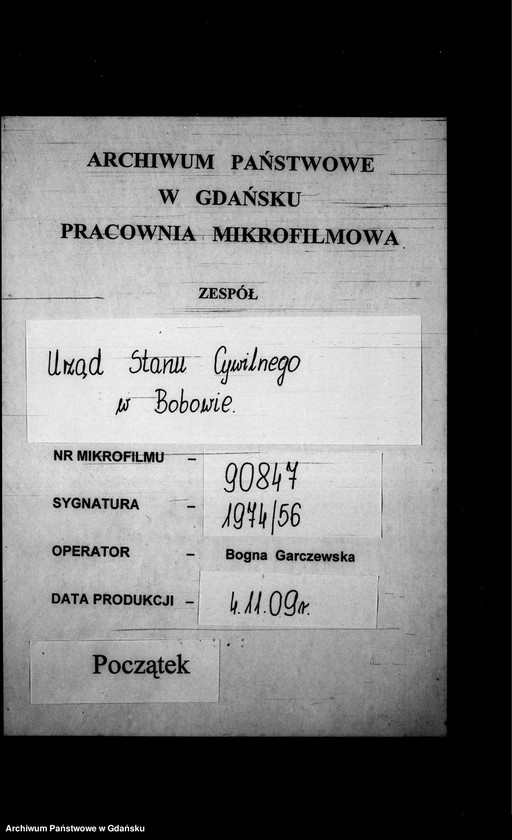 ARCHIWUM PAŃSTWOWE
W GDAŃSKU
PRACOWNIA MIKROFILMOWA
ZESPÓŁ
Urząd Stanu Cywilnego
w Bobowie.
NR MIKROFILMU – 90847
SYGNATURA – 1974/56
OPERATOR – Bogna Garczewska
DATA PRODUKCJI – 4.11.09r.
Początek
Archiwum Państwowe w Gdańsku